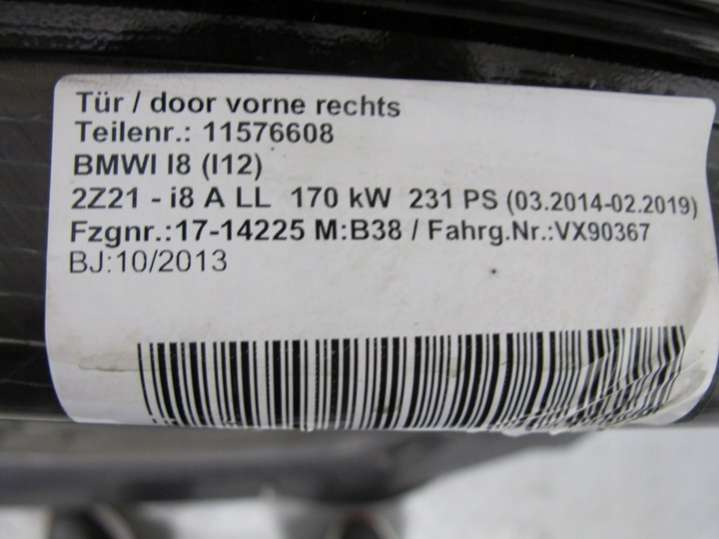 Tür / door vorne rechts
Teilenr.: 11576608
BMWI I8 (I12)
2Z21 - i8 A LL 170 kW 231 PS (03.2014-02.2019)
Fzgnr.:17-14225 M:B38 / Fahrg.Nr.:VX90367
BJ:10/2013